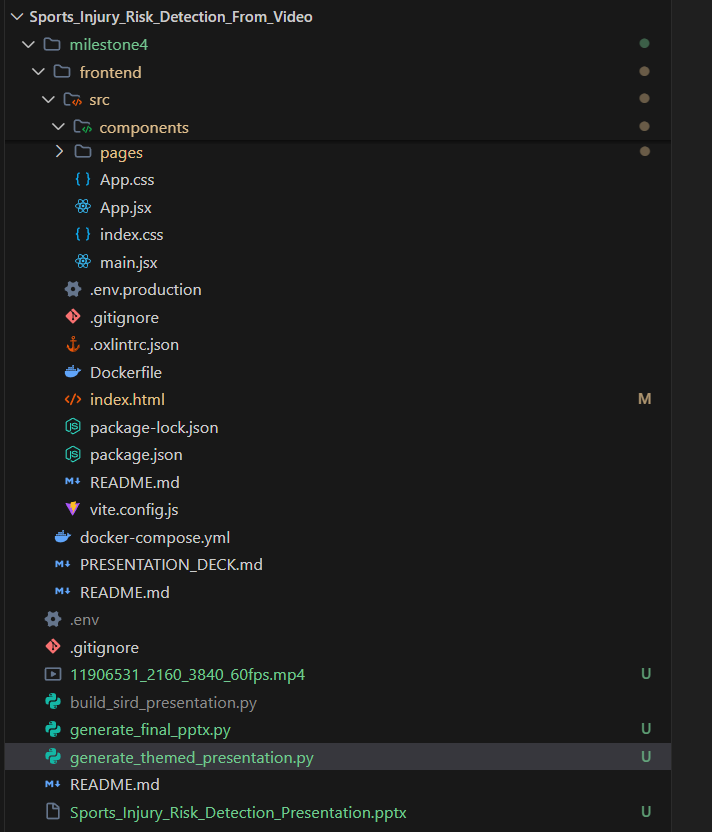 Sports_Injury_Risk_Detection_From_Video
milestone4
frontend
src
components
pages
App.css
App.jsx
index.css
main.jsx
.env.production
.gitignore
.oxlintrc.json
Dockerfile
index.html M
package-lock.json
package.json
README.md
vite.config.js
docker-compose.yml
PRESENTATION_DECK.md
README.md
.env
.gitignore
11906531_2160_3840_60fps.mp4 U
build_sird_presentation.py
generate_final_pptx.py U
generate_themed_presentation.py U
README.md
Sports_Injury_Risk_Detection_Presentation.pptx U